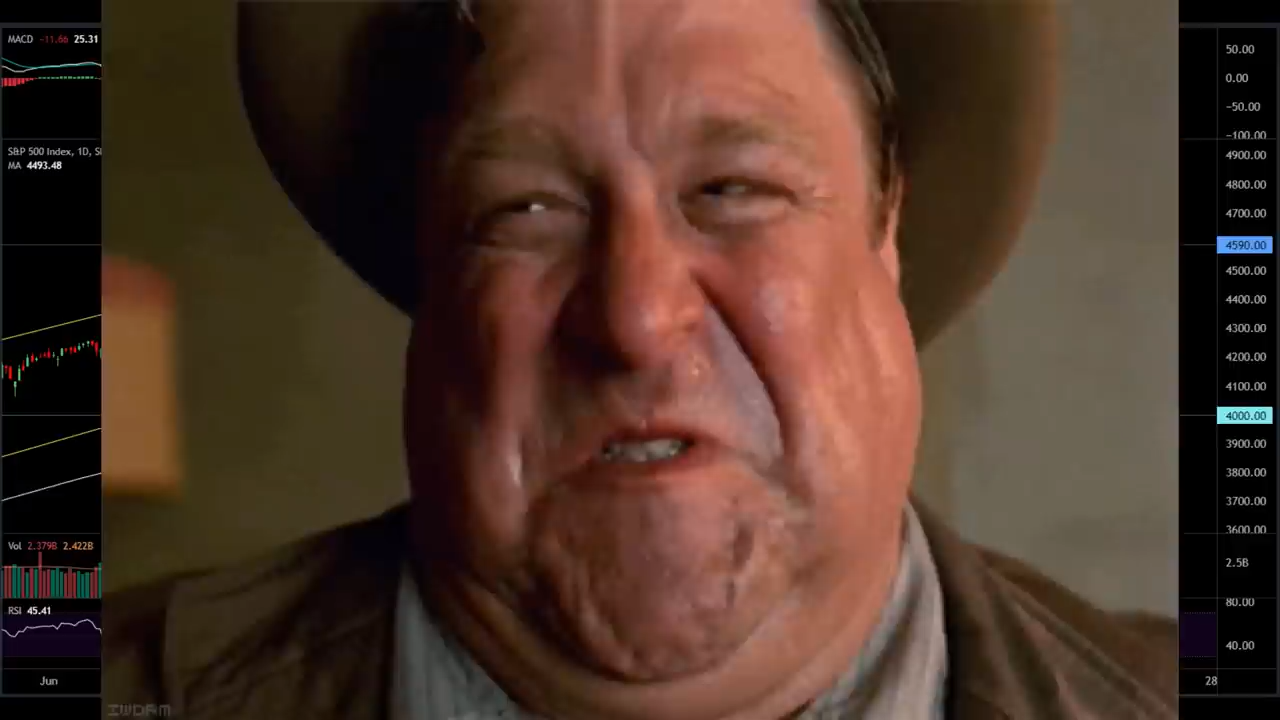 MACD -11.66 25.31
S&P 500 Index, 1D, S
MA 4493.48
Vol 2.379B 2.422B
RSI 45.41
Jun
50.00
0.00
-50.00
-100.00
4900.00
4800.00
4700.00
4590.00
4500.00
4400.00
4300.00
4200.00
4100.00
4000.00
3900.00
3800.00
3700.00
3600.00
2.5B
80.00
40.00
28
IWDRM